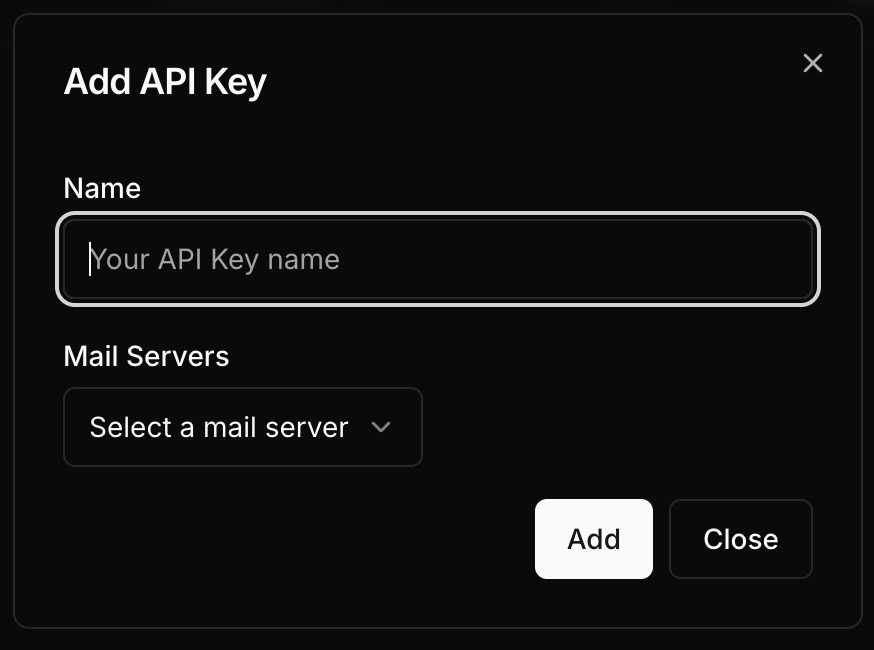 Add API Key
Name
Your API Key name
Mail Servers
Select a mail server
Add
Close